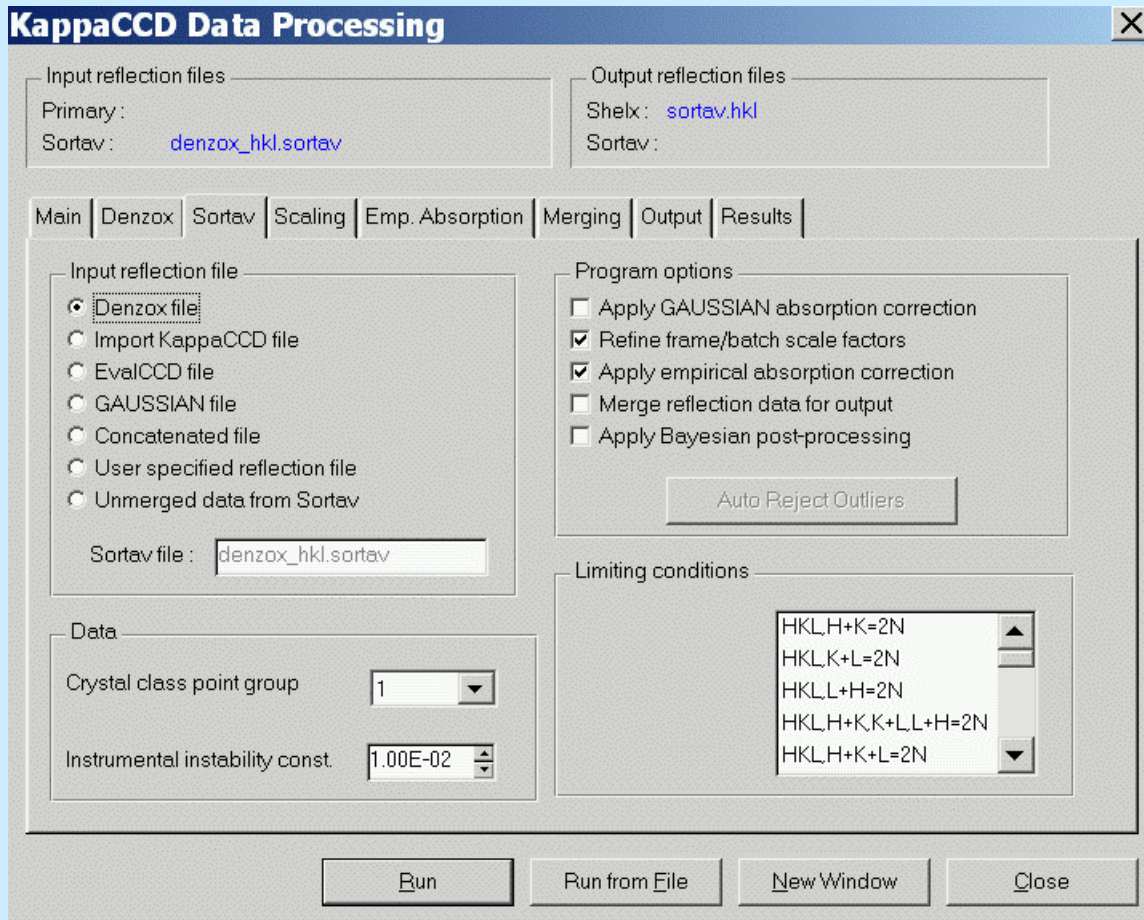 KappaCCD Data Processing
Input reflection files
Primary :
Sortav : denzox_hkl.sortav
Output reflection files
Shelx : sortav.hkl
Sortav :
Main Denzox Sortav Scaling Emp. Absorption Merging Output Results
Input reflection file
Denzox file
Import KappaCCD file
EvalCCD file
GAUSSIAN file
Concatenated file
User specified reflection file
Unmerged data from Sortav
Sortav file : denzox_hkl.sortav
Data
Crystal class point group 1
Instrumental instability const. 1.00E-02
Program options
Apply GAUSSIAN absorption correction
Refine frame/batch scale factors
Apply empirical absorption correction
Merge reflection data for output
Apply Bayesian post-processing
Auto Reject Outliers
Limiting conditions
HKL,H+K=2N
HKL,K+L=2N
HKL,L+H=2N
HKL,H+K,K+L,L+H=2N
HKL,H+K+L=2N
Run Run from File New Window Close